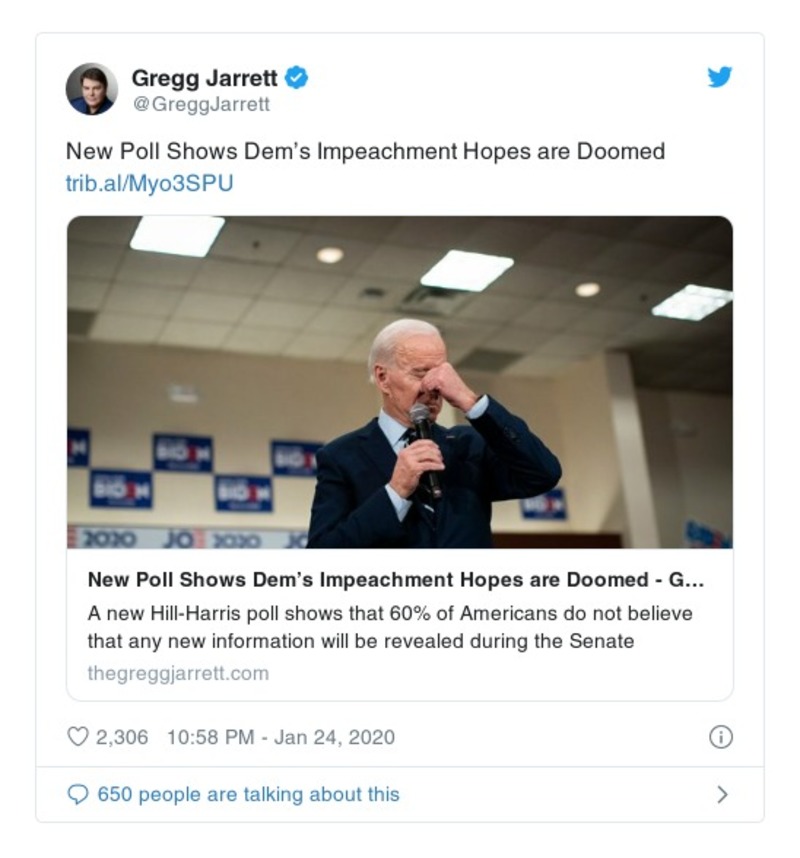 Gregg Jarrett
@GreggJarrett
New Poll Shows Dem’s Impeachment Hopes are Doomed
trib.al/Myo3SPU
BIDEN
BIDEN
BIDEN
BIDEN
2020 JOE 2020 JO
New Poll Shows Dem’s Impeachment Hopes are Doomed - G...
A new Hill-Harris poll shows that 60% of Americans do not believe
that any new information will be revealed during the Senate
thegreggjarrett.com
2,306 10:58 PM - Jan 24, 2020
650 people are talking about this